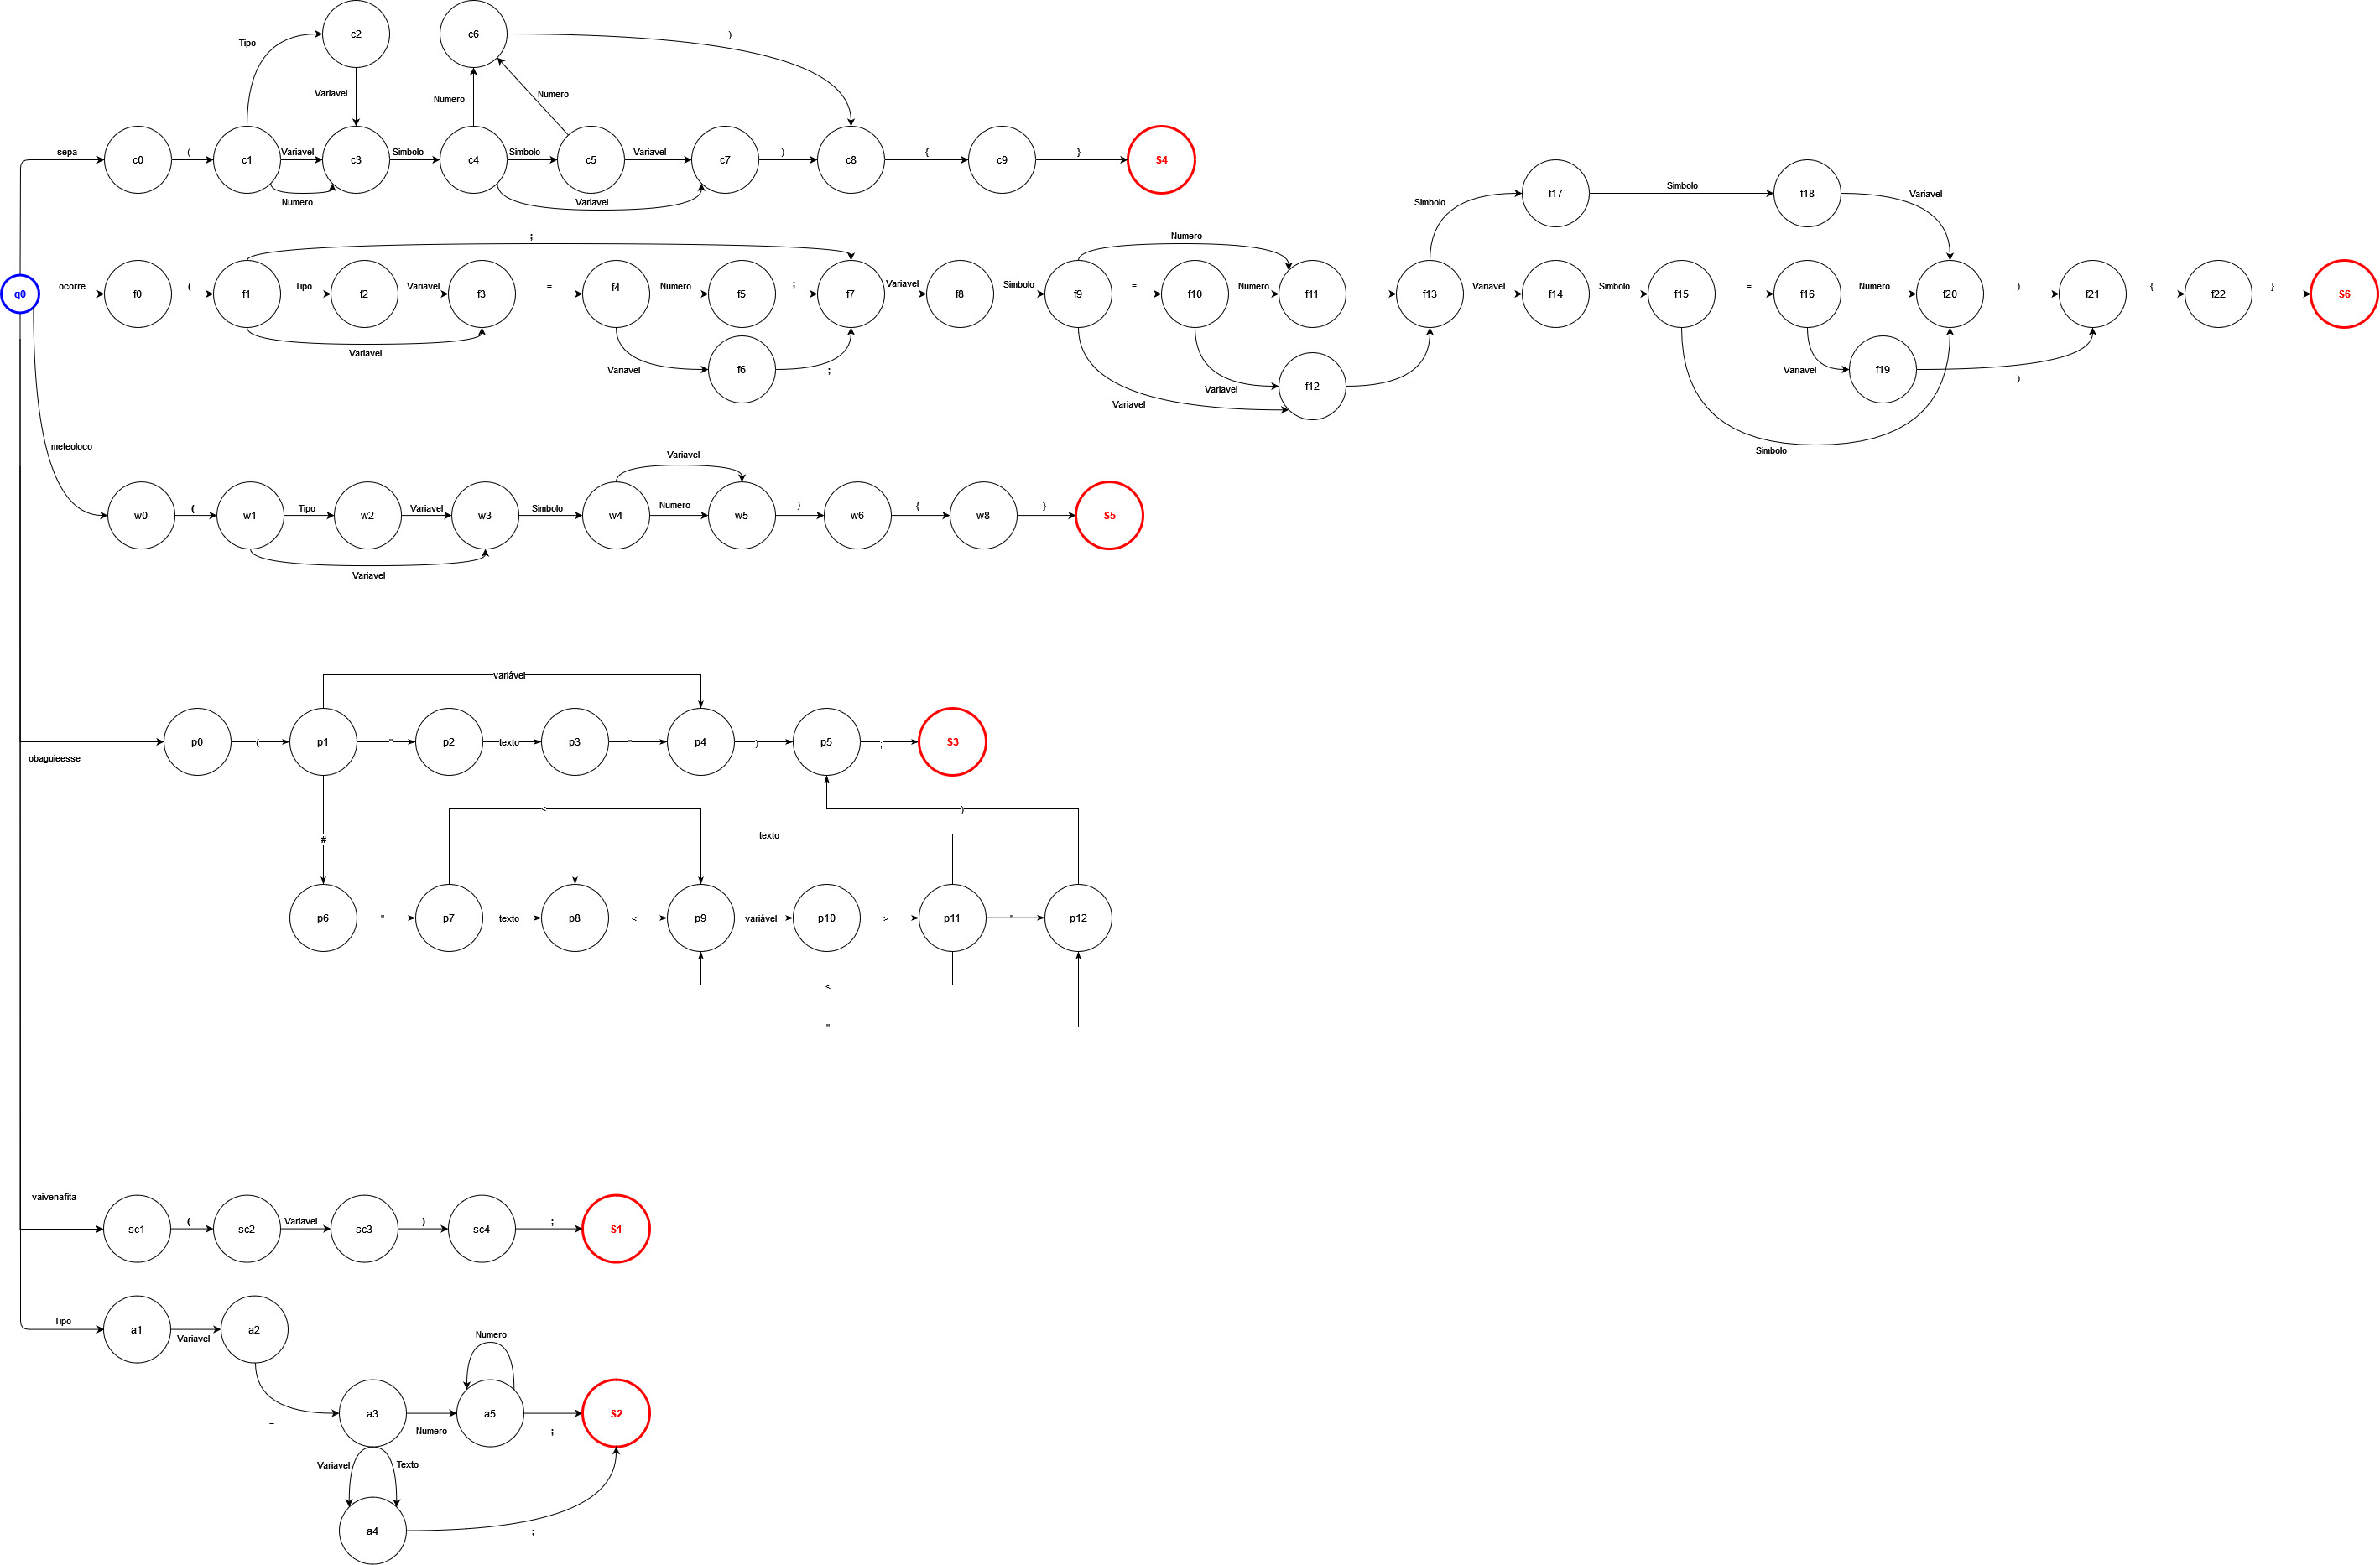 c2
c6
)
Tipo
Variavel
Numero
Numero
sepa
c0
(
c1
Variavel
c3
Simbolo
c4
Simbolo
c5
Variavel
c7
)
c8
{
c9
}
S4
Numero
Variavel
f17
Simbolo
f18
Simbolo
Variavel
;
Numero
q0
ocorre
f0
(
f1
Tipo
f2
Variavel
f3
=
f4
Numero
f5
;
f7
Variavel
f8
Simbolo
f9
=
f10
Numero
f11
;
f13
Variavel
f14
Simbolo
f15
=
f16
Numero
f20
)
f21
{
f22
}
S6
Variavel
Variavel
f6
;
Variavel
Variavel
f12
;
Variavel
f19
)
Simbolo
meteoloco
Variavel
w0
(
w1
Tipo
w2
Variavel
w3
Simbolo
w4
Numero
w5
)
w6
{
w8
}
S5
Variavel
variável
p0
(
p1
"
p2
texto
p3
"
p4
)
p5
;
S3
obaguieesse
<
)
#
texto
p6
"
p7
texto
p8
<
p9
variável
p10
>
p11
"
p12
<
"
vaivenafita
sc1
(
sc2
Variavel
sc3
)
sc4
;
S1
Tipo
a1
Variavel
a2
Numero
=
a3
Numero
a5
;
S2
Variavel
Texto
a4
;